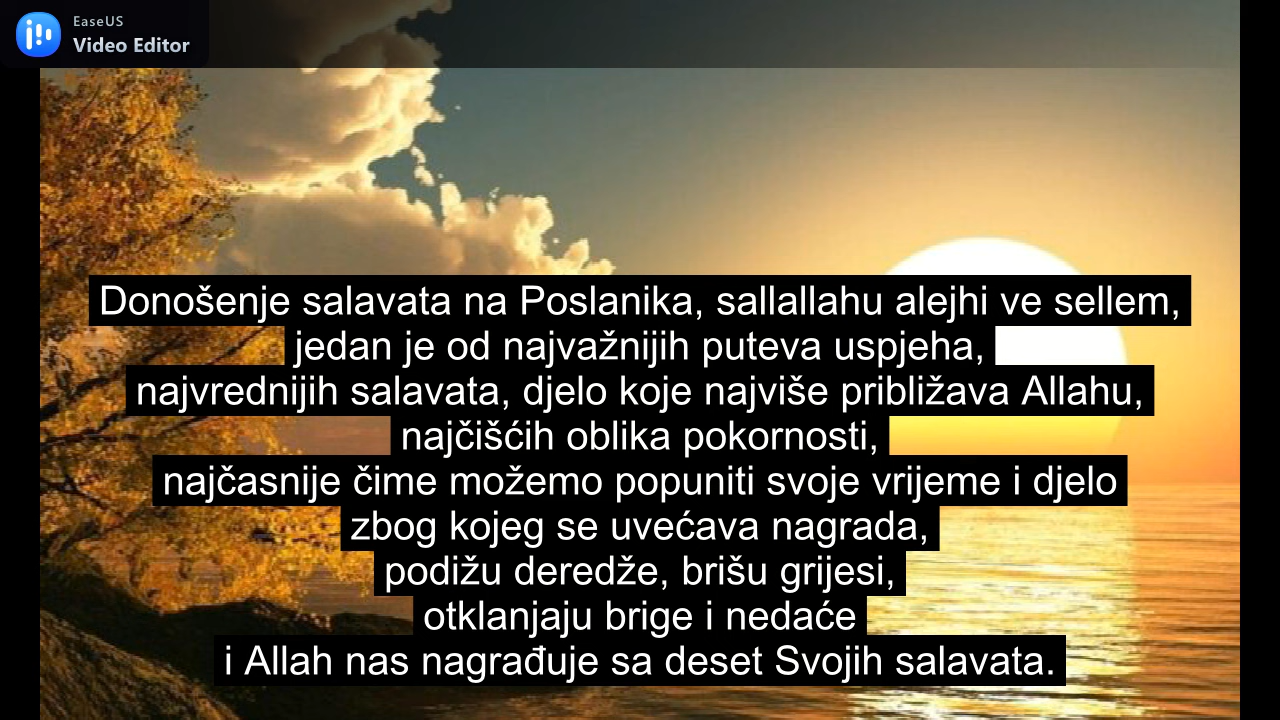 EaseUS
Video Editor
Donošenje salavata na Poslanika, sallallahu alejhi ve sellem,
jedan je od najvažnijih puteva uspjeha,
najvrednijih salavata, djelo koje najviše približava Allahu,
najčišćih oblika pokornosti,
najčasnije čime možemo popuniti svoje vrijeme i djelo
zbog kojeg se uvećava nagrada,
podižu deredže, brišu grijesi,
otklanjaju brige i nedaće
i Allah nas nagrađuje sa deset Svojih salavata.